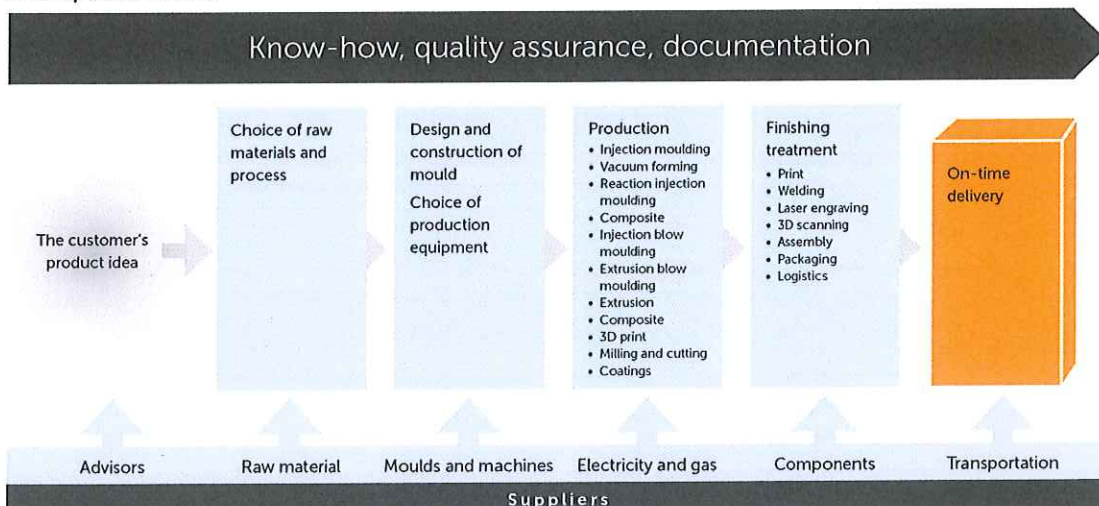 Know-how, quality assurance, documentation
The customer's
product idea
Choice of raw
materials and
process
Design and
construction of
mould
Choice of
production
equipment
Production
• Injection moulding
• Vacuum forming
• Reaction injection
moulding
• Composite
• Injection blow
moulding
• Extrusion blow
moulding
• Extrusion
• Composite
• 3D print
• Milling and cutting
• Coatings
Finishing
treatment
• Print
• Welding
• Laser engraving
• 3D scanning
• Assembly
• Packaging
• Logistics
On-time
delivery
Advisors
Raw material
Moulds and machines
Electricity and gas
Components
Transportation
Suppliers